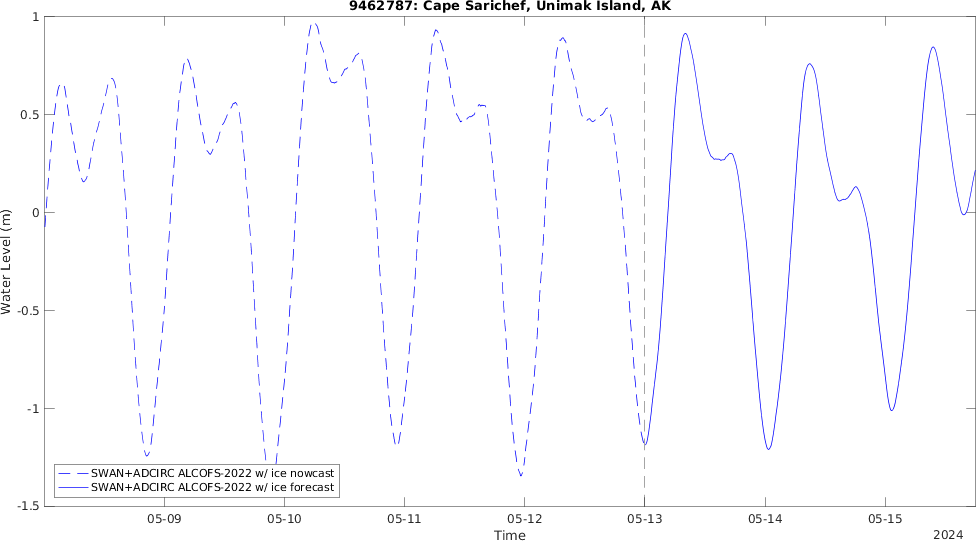 9462787: Cape Sarichef, Unimak Island, AK
1
0.5
0
-0.5
-1
-1.5
Water Level (m)
SWAN+ADCIRC ALCOFS-2022 w/ ice nowcast
SWAN+ADCIRC ALCOFS-2022 w/ ice forecast
05-09 05-10 05-11 05-12 05-13 05-14 05-15
Time
2024